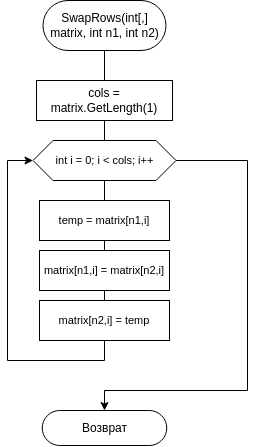 SwapRows(int[,]
matrix, int n1, int n2)
cols =
matrix.GetLength(1)
int i = 0; i < cols; i++
temp = matrix[n1,i]
matrix[n1,i] = matrix[n2,i]
matrix[n2,i] = temp
Возврат